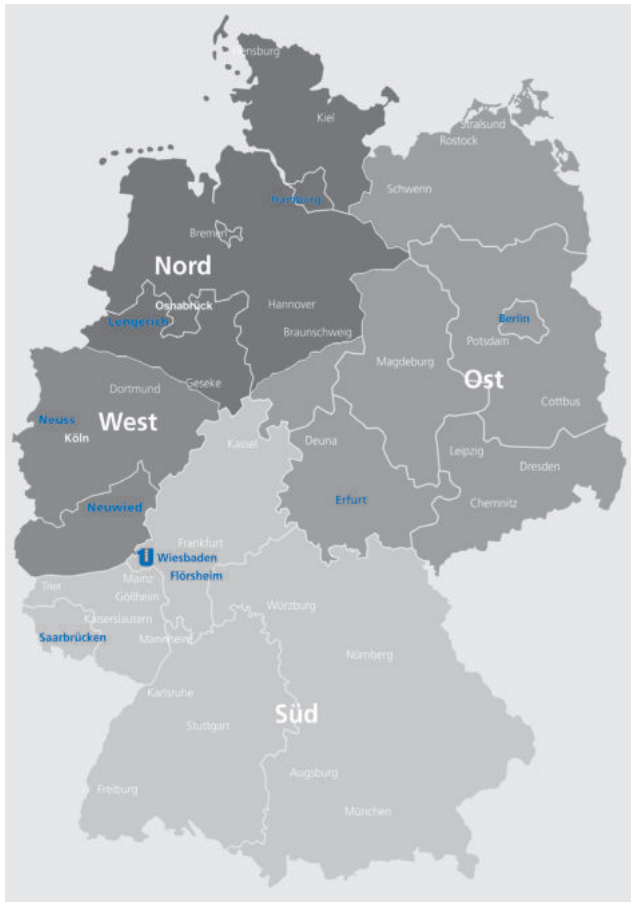 ensburg
Kiel
Stralsund
Rostock
Schwerin
Hamburg
Bremen
Nord
Osnabrück
Hannover
Lengerich
Berlin
Braunschweig
Potsdam
Magdeburg
Ost
Dortmund
Geseke
Cottbus
Neuss
West
Köln
Kassel
Deuna
Leipzig
Dresden
Neuwied
Erfurt
Chemnitz
Frankfurt
Wiesbaden
Flörsheim
Trier
Mainz
Göllheim
Würzburg
Kaiserslautern
Saarbrücken
Mannheim
Nürnberg
Karlsruhe
Süd
Stuttgart
Augsburg
Freiburg
München